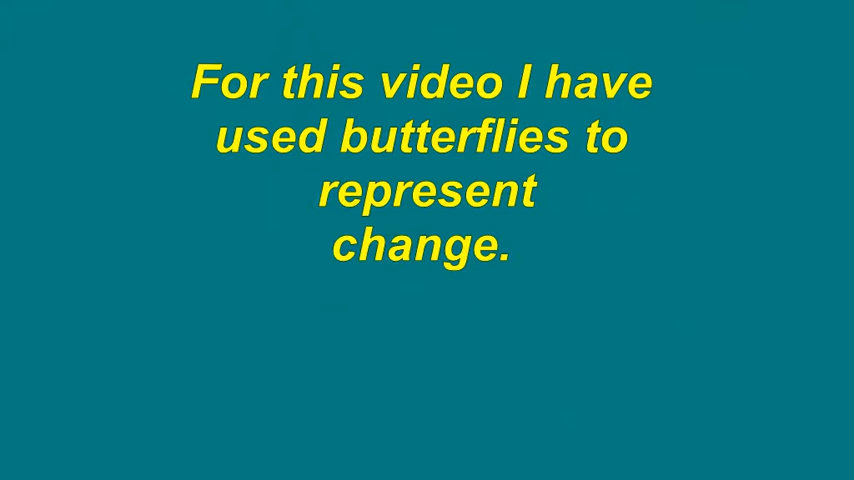 For this video I have
used butterflies to
represent
change.